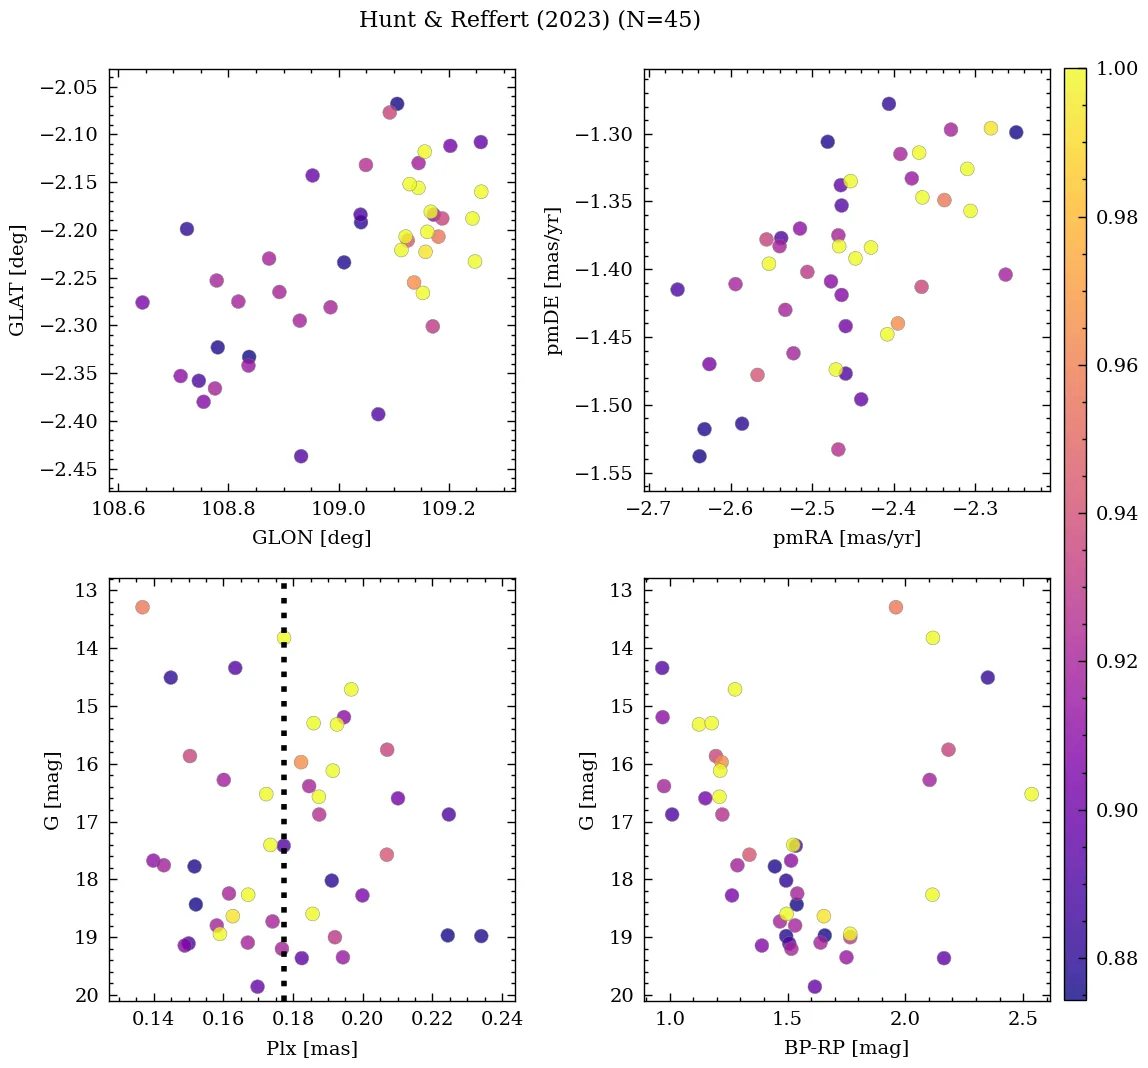 Hunt & Reffert (2023) (N=45)
−2.05
−2.10
−2.15
−2.20
−2.25
−2.30
−2.35
−2.40
−2.45
GLAT [deg]
108.6 108.8 109.0 109.2
GLON [deg]
−1.30
−1.35
−1.40
−1.45
−1.50
−1.55
pmDE [mas/yr]
−2.7 −2.6 −2.5 −2.4 −2.3
pmRA [mas/yr]
13
14
15
16
17
18
19
20
G [mag]
0.14 0.16 0.18 0.20 0.22 0.24
Plx [mas]
13
14
15
16
17
18
19
20
G [mag]
1.0 1.5 2.0 2.5
BP-RP [mag]
1.00
0.98
0.96
0.94
0.92
0.90
0.88